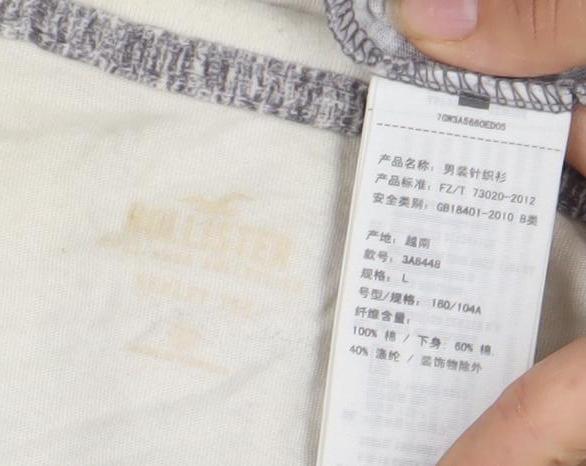 7GW3A5660ED05
产品名称: 男装针织衫
产品标准: FZ/T 73020-2012
安全类别: GB18401-2010 B类
产地: 越南
款号: 3A8448
规格: L
号型/规格: 180/104A
纤维含量:
100% 棉 / 下身: 60% 棉,
40% 涤纶 / 装饰物除外